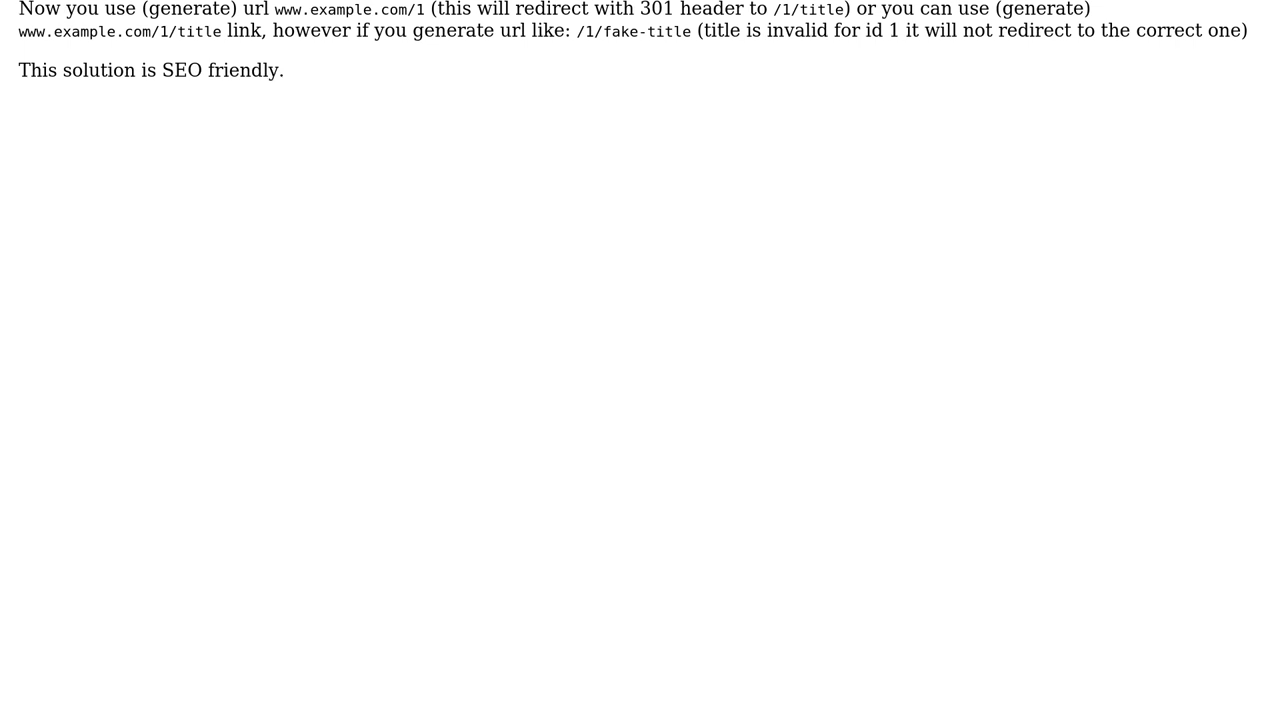 Now you use (generate) url www.example.com/1 (this will redirect with 301 header to /1/title) or you can use (generate)
www.example.com/1/title link, however if you generate url like: /1/fake-title (title is invalid for id 1 it will not redirect to the correct one)
This solution is SEO friendly.